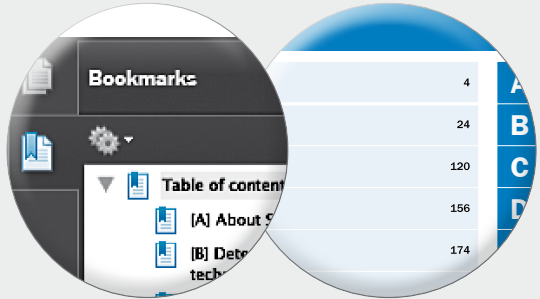 Bookmarks
Table of content
[A] About S
[B] Dete
tech
4
24
120
156
174
A
B
C
D